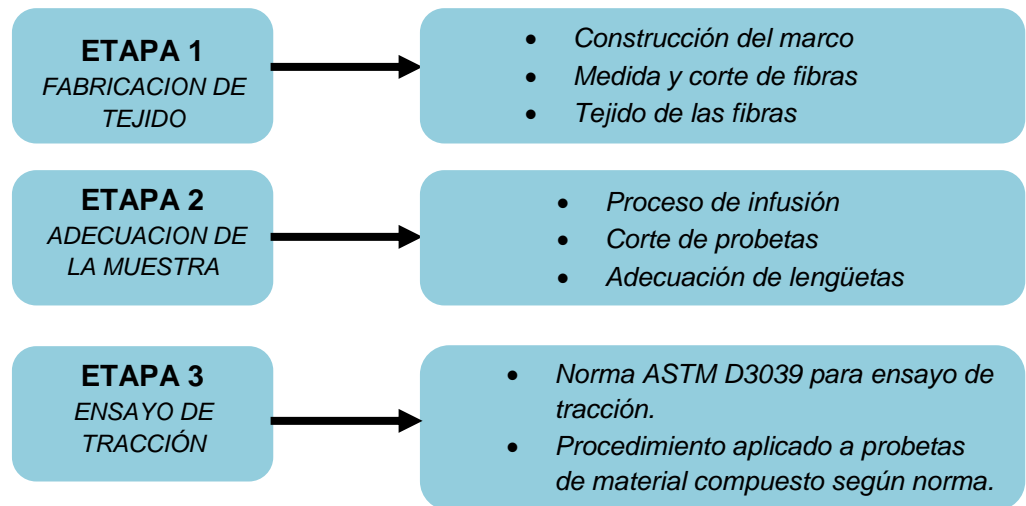 ETAPA 1
FABRICACION DE
TEJIDO
• Construcción del marco
• Medida y corte de fibras
• Tejido de las fibras
ETAPA 2
ADECUACION DE
LA MUESTRA
• Proceso de infusión
• Corte de probetas
• Adecuación de lengüetas
ETAPA 3
ENSAYO DE
TRACCIÓN
• Norma ASTM D3039 para ensayo de
tracción.
• Procedimiento aplicado a probetas
de material compuesto según norma.